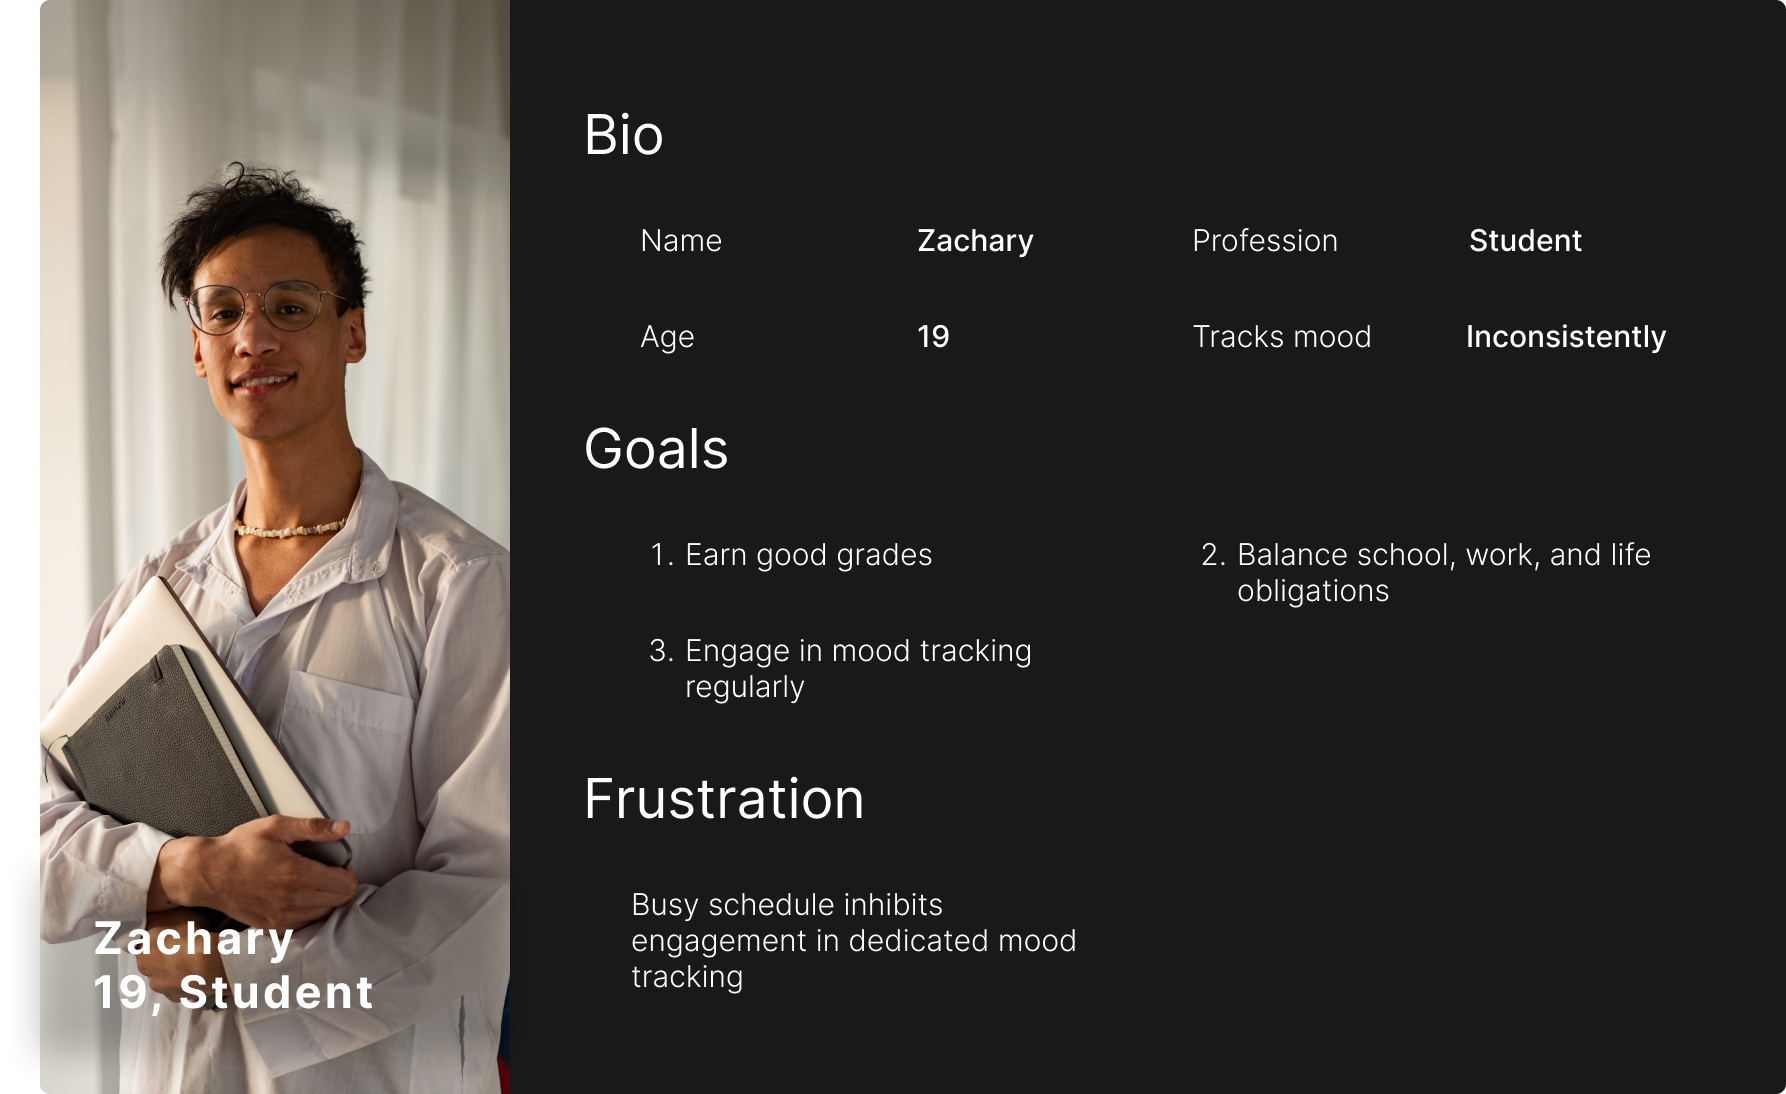 Zachary
19, Student
Bio
Name Zachary Profession Student
Age 19 Tracks mood Inconsistently
Goals
1. Earn good grades
2. Balance school, work, and life
obligations
3. Engage in mood tracking
regularly
Frustration
Busy schedule inhibits
engagement in dedicated mood
tracking